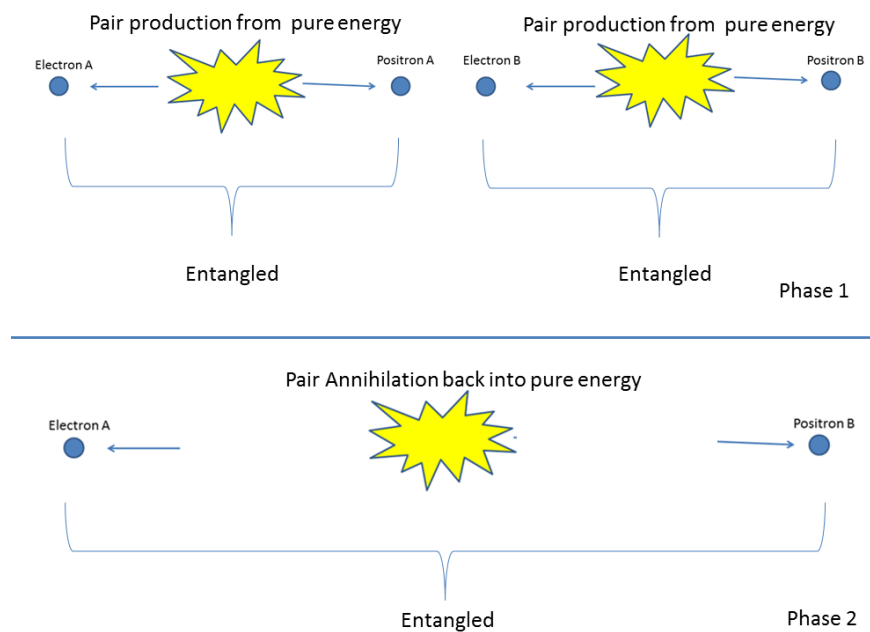 Pair production from pure energy
Pair production from pure energy
Electron A
Positron A
Electron B
Positron B
Entangled
Entangled
Phase 1
Pair Annihilation back into pure energy
Electron A
Positron B
Entangled
Phase 2